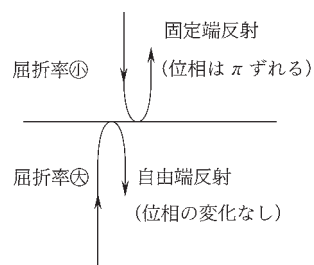 固定端反射
屈折率㊙小
(位相は π ずれる)
屈折率大
自由端反射
(位相の変化なし)